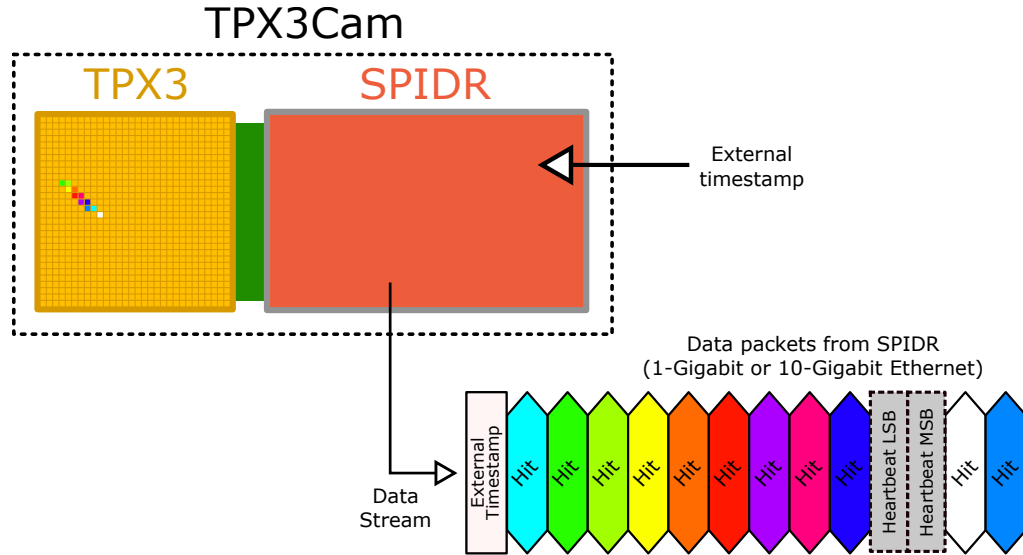 TPX3Cam
TPX3
SPIDR
External
timestamp
Data packets from SPIDR
(1-Gigabit or 10-Gigabit Ethernet)
Data
Stream
External
Timestamp
Hit
Hit
Hit
Hit
Hit
Hit
Hit
Hit
Hit
Heartbeat LSB
Heartbeat MSB
Hit
Hit